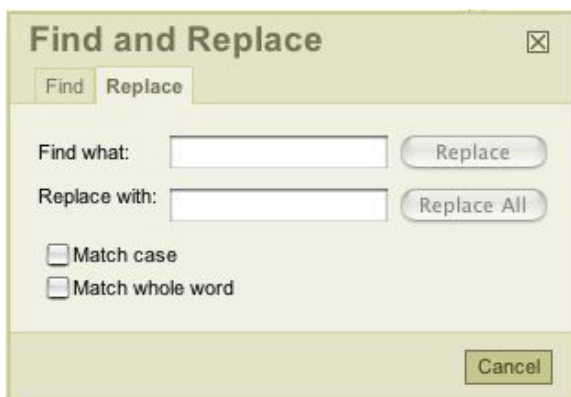 Find and Replace
Find Replace
Find what: Replace
Replace with: Replace All
Match case
Match whole word
Cancel